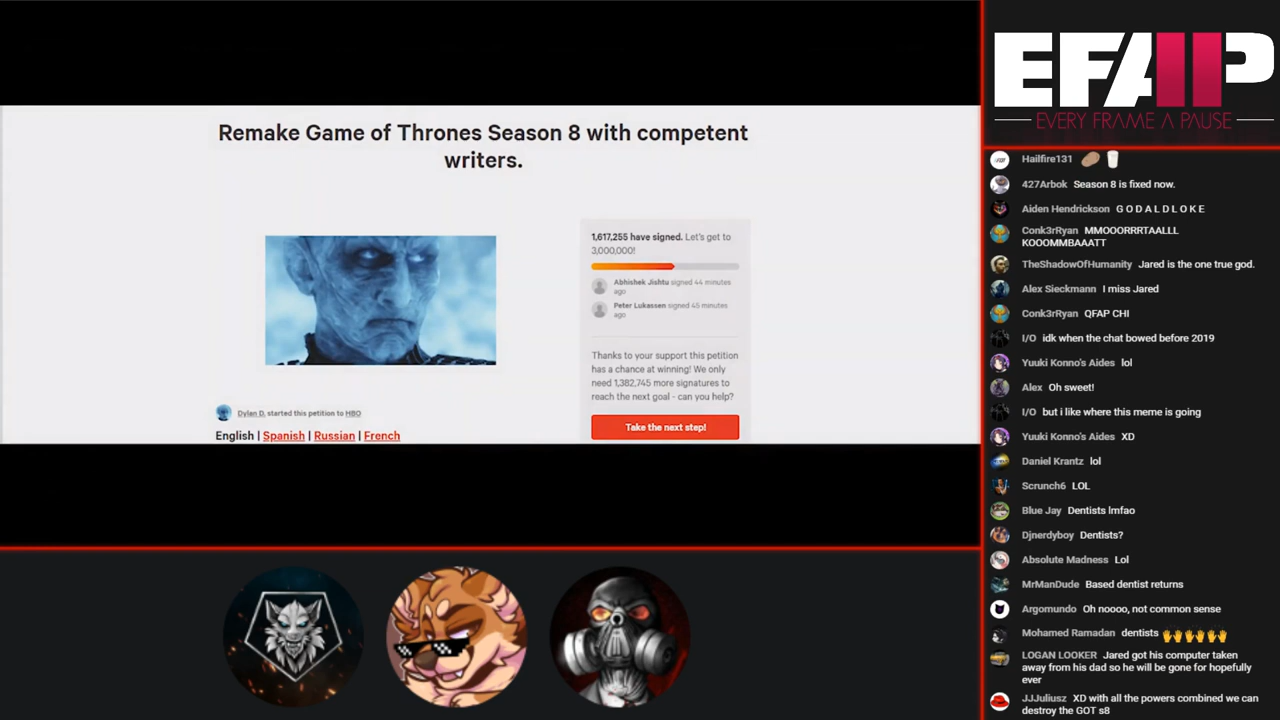 Remake Game of Thrones Season 8 with competent
writers.
1,617,255 have signed. Let's get to
3,000,000!
Abhishek Jishtu signed 44 minutes
ago
Peter Lukassen signed 45 minutes
ago
Thanks to your support this petition
has a chance at winning! We only
need 1,382,745 more signatures to
reach the next goal - can you help?
Take the next step!
Dylan D. started this petition to HBO
English | Spanish | Russian | French
EFAP
EVERY FRAME A PAUSE
Hailfire131
427Arbok Season 8 is fixed now.
Aiden Hendrickson G O D A L D L O K E
Conk3rRyan MMOOORRRTAALLL
KOOOMMBAAATT
TheShadowOfHumanity Jared is the one true god.
Alex Sieckmann I miss Jared
Conk3rRyan QFAP CHI
I/O idk when the chat bowed before 2019
Yuuki Konno's Aides lol
Alex Oh sweet!
I/O but i like where this meme is going
Yuuki Konno's Aides XD
Daniel Krantz lol
Scrunch6 LOL
Blue Jay Dentists lmfao
Djnerdyboy Dentists?
Absolute Madness Lol
MrManDude Based dentist returns
Argomundo Oh noooo, not common sense
Mohamed Ramadan dentists 🙌🙌🙌
LOGAN LOOKER Jared got his computer taken
away from his dad so he will be gone for hopefully
ever
JJJuliusz XD with all the powers combined we can
destroy the GOT s8